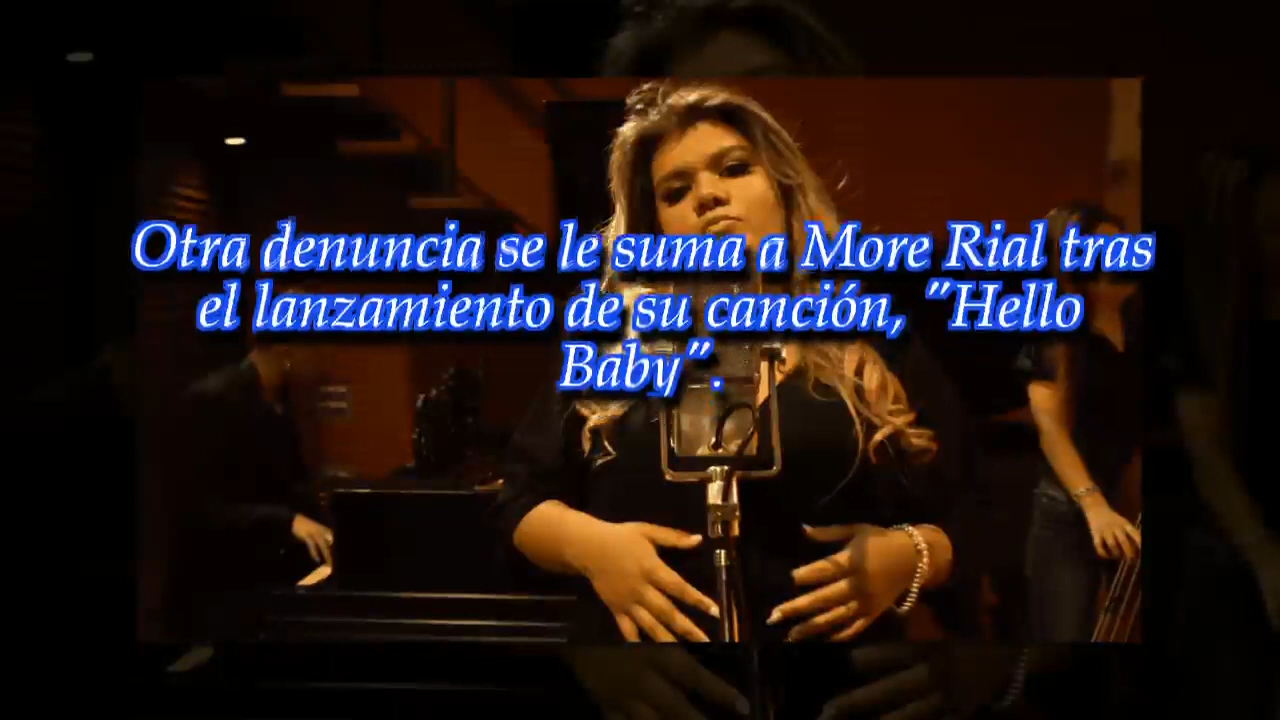 Otra denuncia se le suma a More Rial tras
el lanzamiento de su canción, "Hello
Baby".